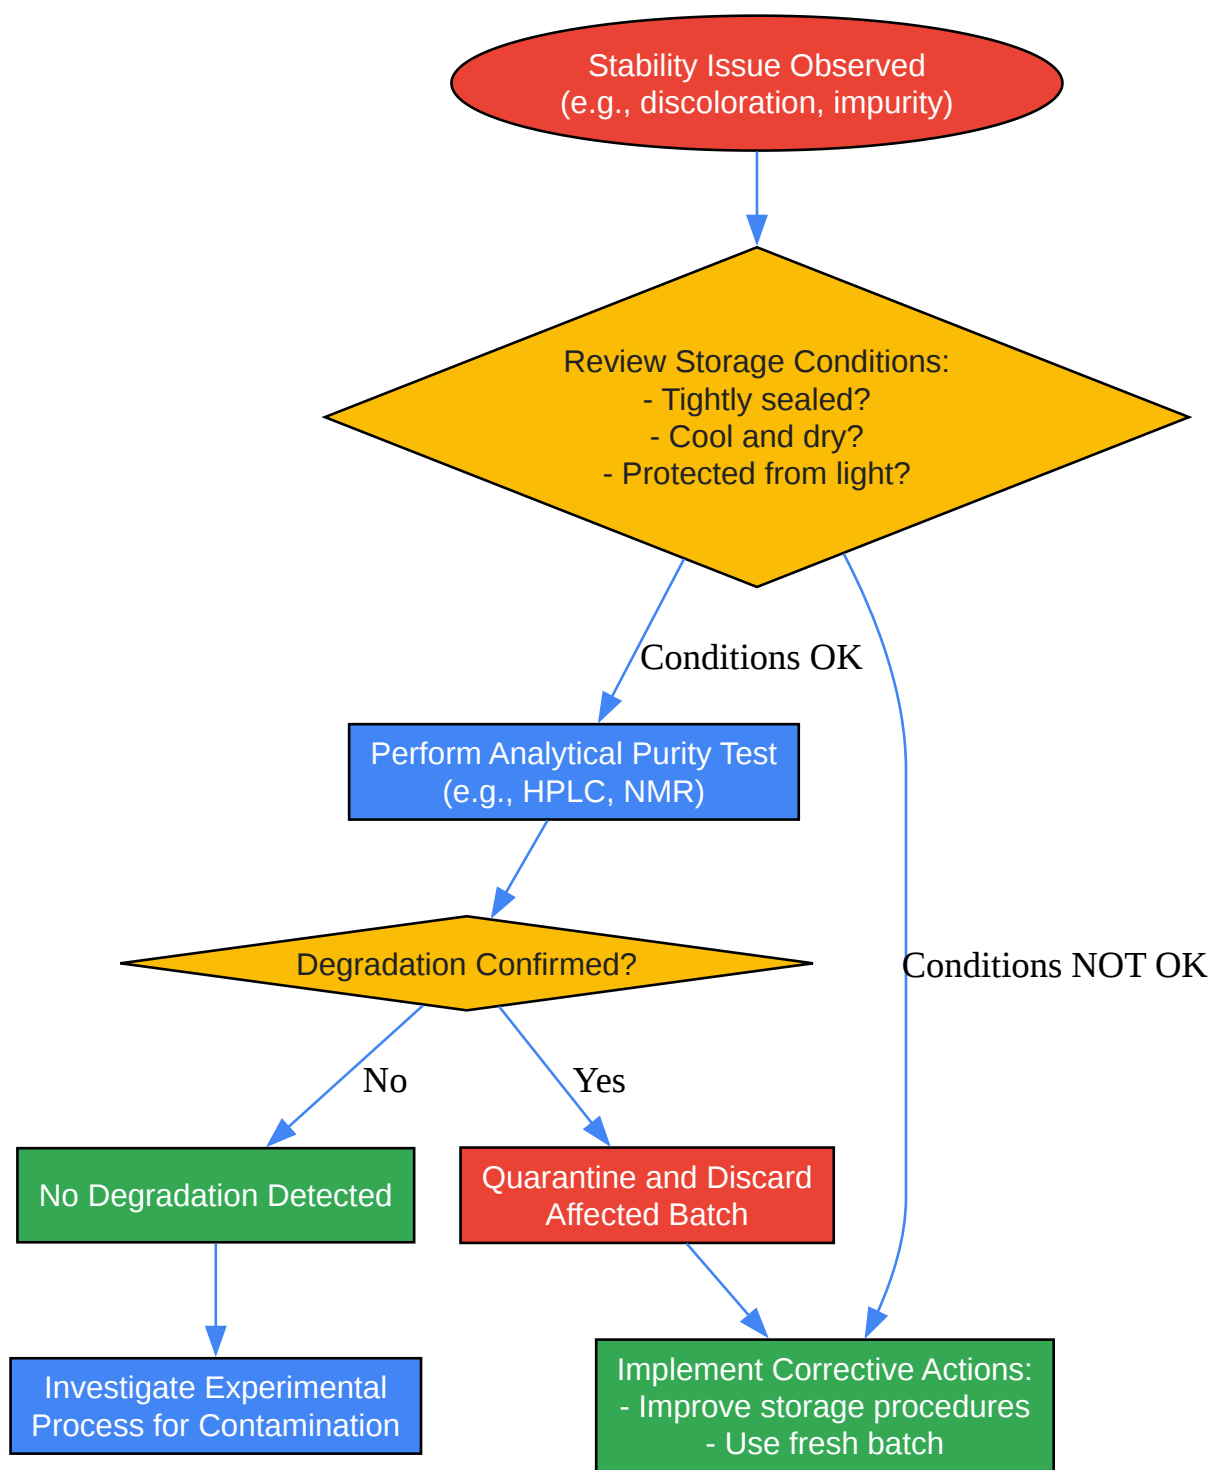 Stability Issue Observed
(e.g., discoloration, impurity)
Review Storage Conditions:
- Tightly sealed?
- Cool and dry?
- Protected from light?
Conditions OK
Perform Analytical Purity Test
(e.g., HPLC, NMR)
Degradation Confirmed?
Conditions NOT OK
No
Yes
No Degradation Detected
Quarantine and Discard
Affected Batch
Investigate Experimental
Process for Contamination
Implement Corrective Actions:
- Improve storage procedures
- Use fresh batch